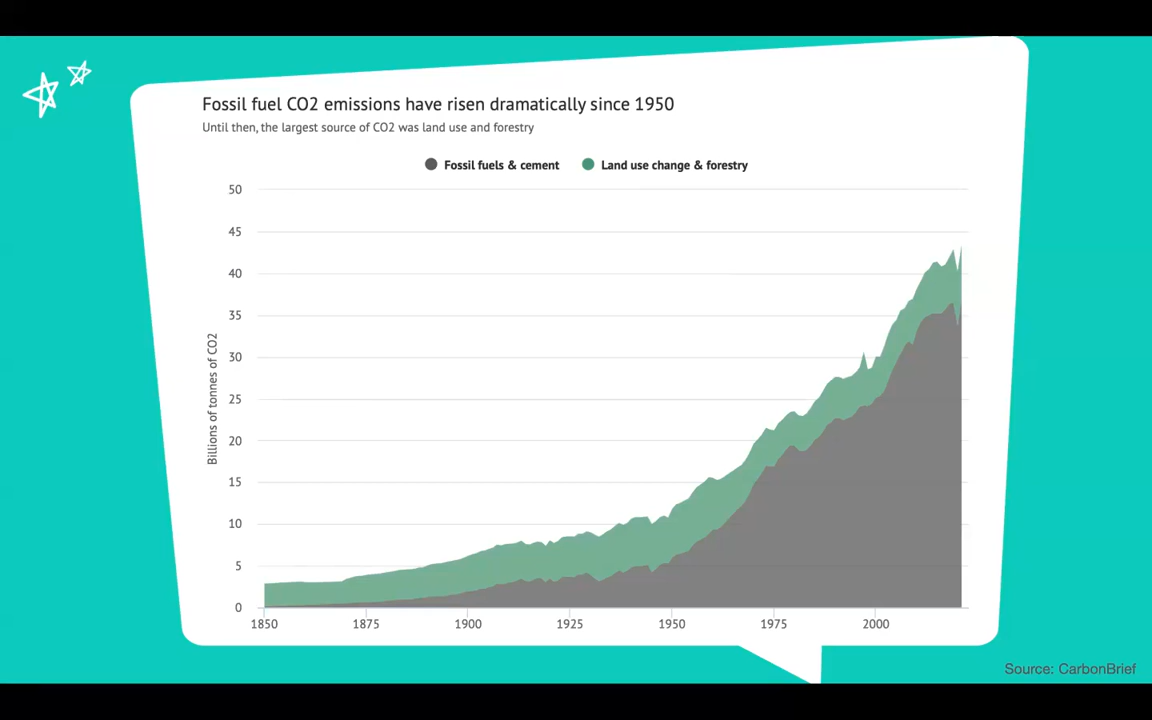 Fossil fuel CO2 emissions have risen dramatically since 1950
Until then, the largest source of CO2 was land use and forestry
Fossil fuels & cement
Land use change & forestry
Billions of tonnes of CO2
50
45
40
35
30
25
20
15
10
5
0
1850 1875 1900 1925 1950 1975 2000
Source: CarbonBrief